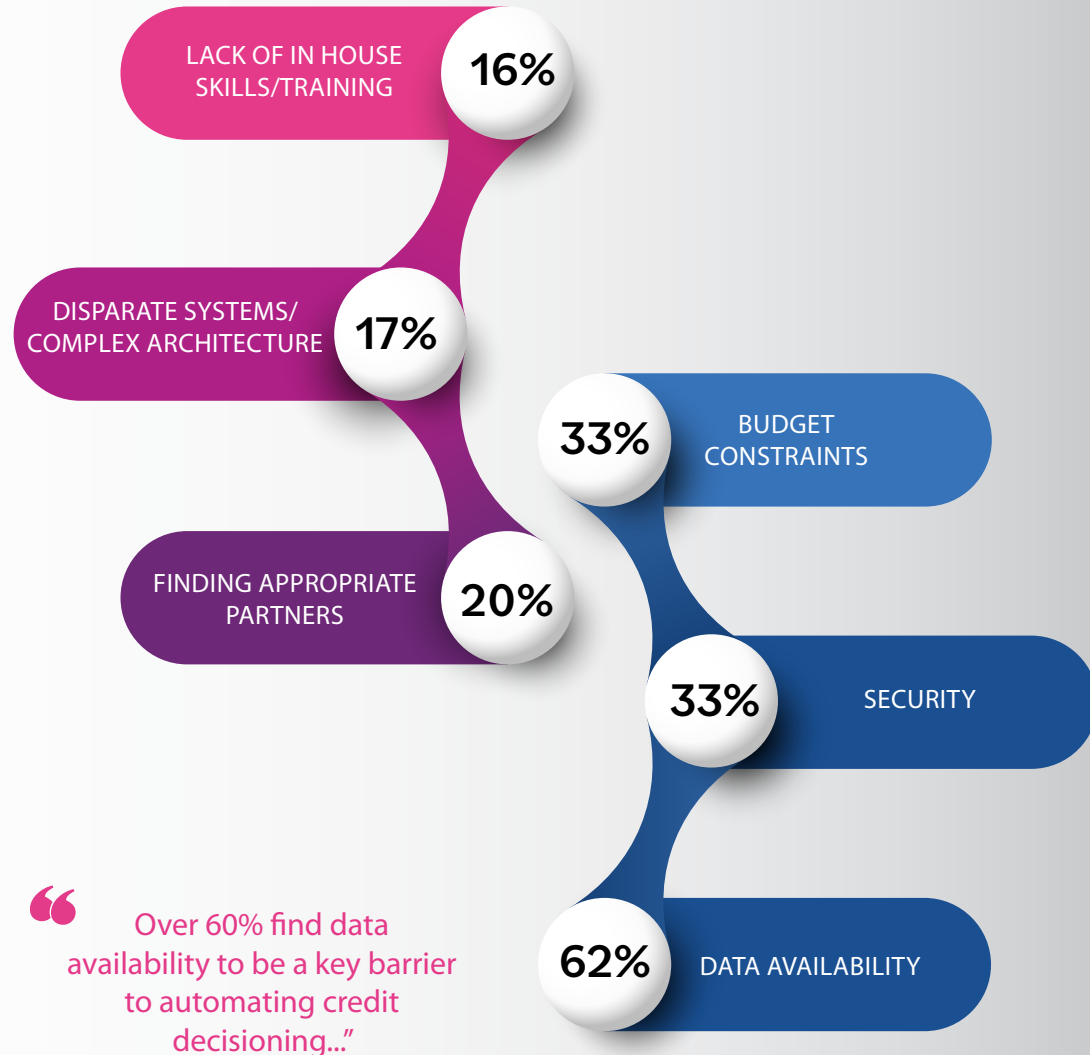 LACK OF IN HOUSE
SKILLS/TRAINING
16%
DISPARATE SYSTEMS/
COMPLEX ARCHITECTURE
17%
FINDING APPROPRIATE
PARTNERS
20%
33%
BUDGET
CONSTRAINTS
33%
SECURITY
62%
DATA AVAILABILITY
“
Over 60% find data
availability to be a key barrier
to automating credit
decisioning...”